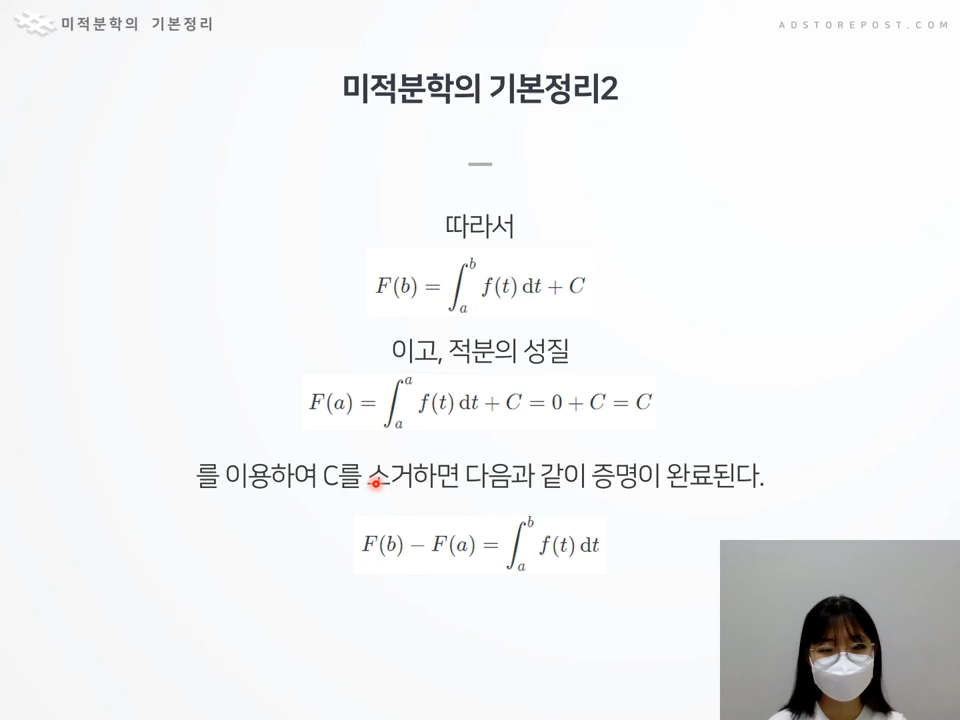 미적분학의 기본정리
ADSTOREPOST.COM
미적분학의 기본정리2
따라서
F(b) = ∫_a^b f(t) dt + C
이고, 적분의 성질
F(a) = ∫_a^a f(t) dt + C = 0 + C = C
를 이용하여 C를 소거하면 다음과 같이 증명이 완료된다.
F(b) − F(a) = ∫_a^b f(t) dt